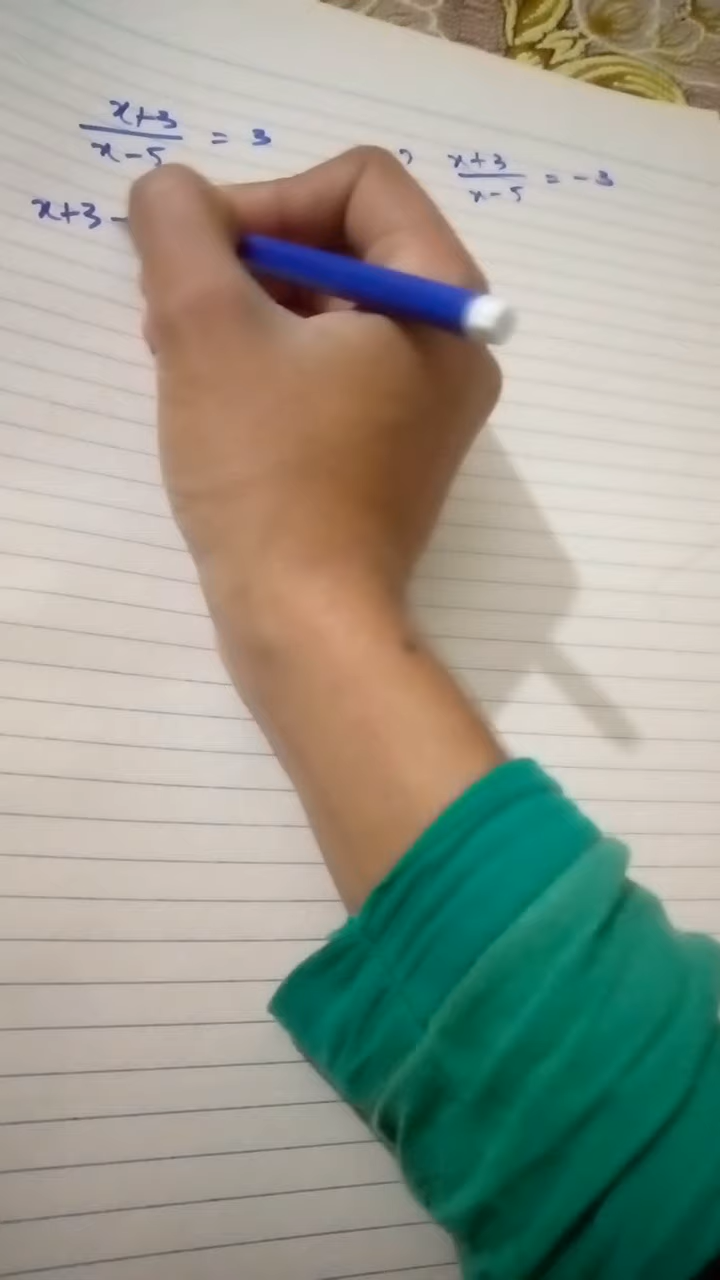 x+3/x-5 = 3 , x+3/x-5 = -3
x+3 -